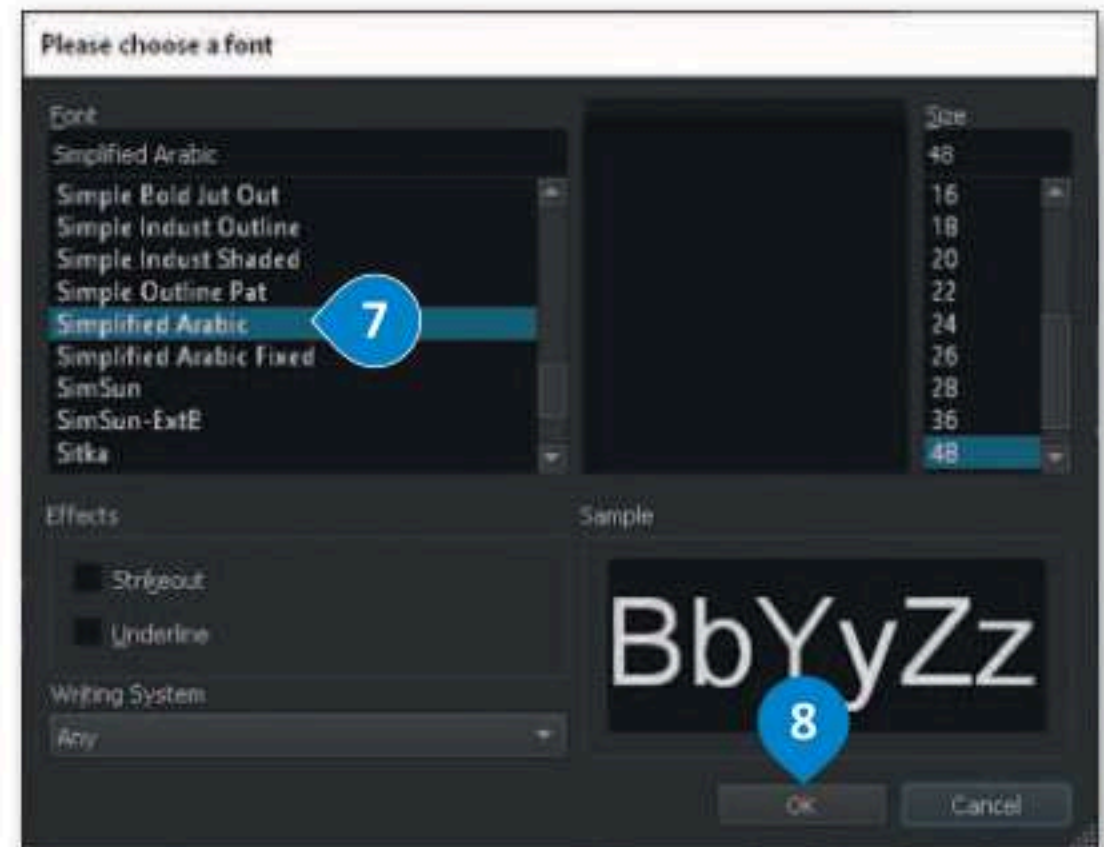 Please choose a font
Font
Size
Simplified Arabic
48
Simple Bold Jut Out
Simple Indust Outline
Simple Indust Shaded
Simple Outline Pat
Simplified Arabic
7
Simplified Arabic Fixed
SimSun
SimSun-ExtB
Sitka
16
18
20
22
24
26
28
36
48
Effects
Strikeout
Underline
Writing System
Any
Sample
BbYyZz
8
OK
Cancel